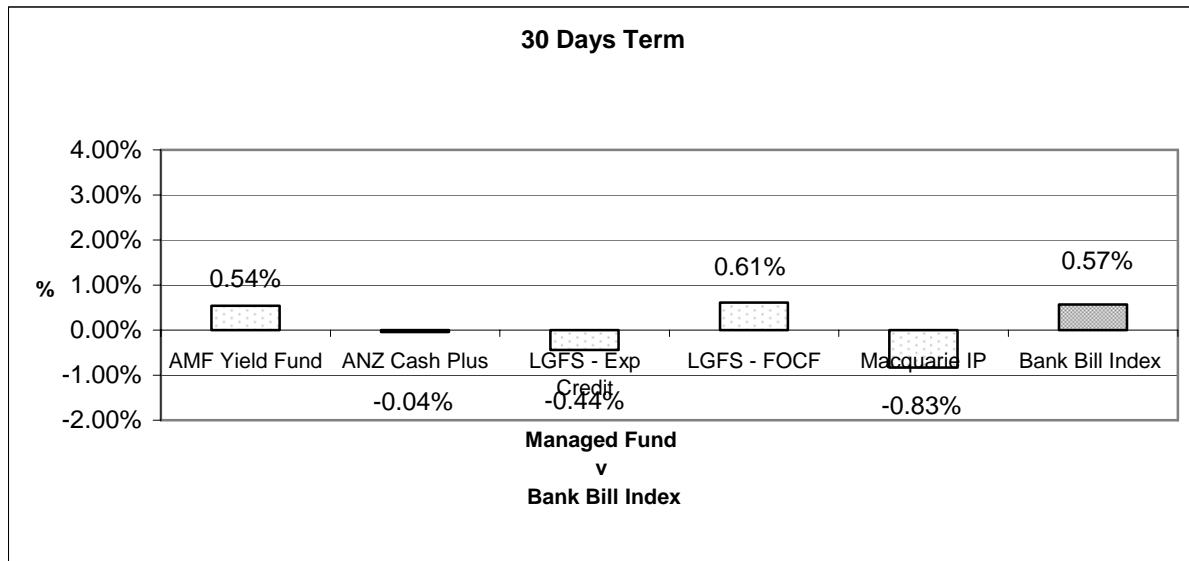 30 Days Term
4.00%
3.00%
2.00%
1.00%
0.00%
-1.00%
-2.00%
%
0.54%
-0.04%
-0.44%
0.61%
-0.83%
0.57%
AMF Yield Fund
ANZ Cash Plus
LGFS - Exp
Credit
LGFS - FOCF
Macquarie IP
Bank Bill Index
Managed Fund
v
Bank Bill Index